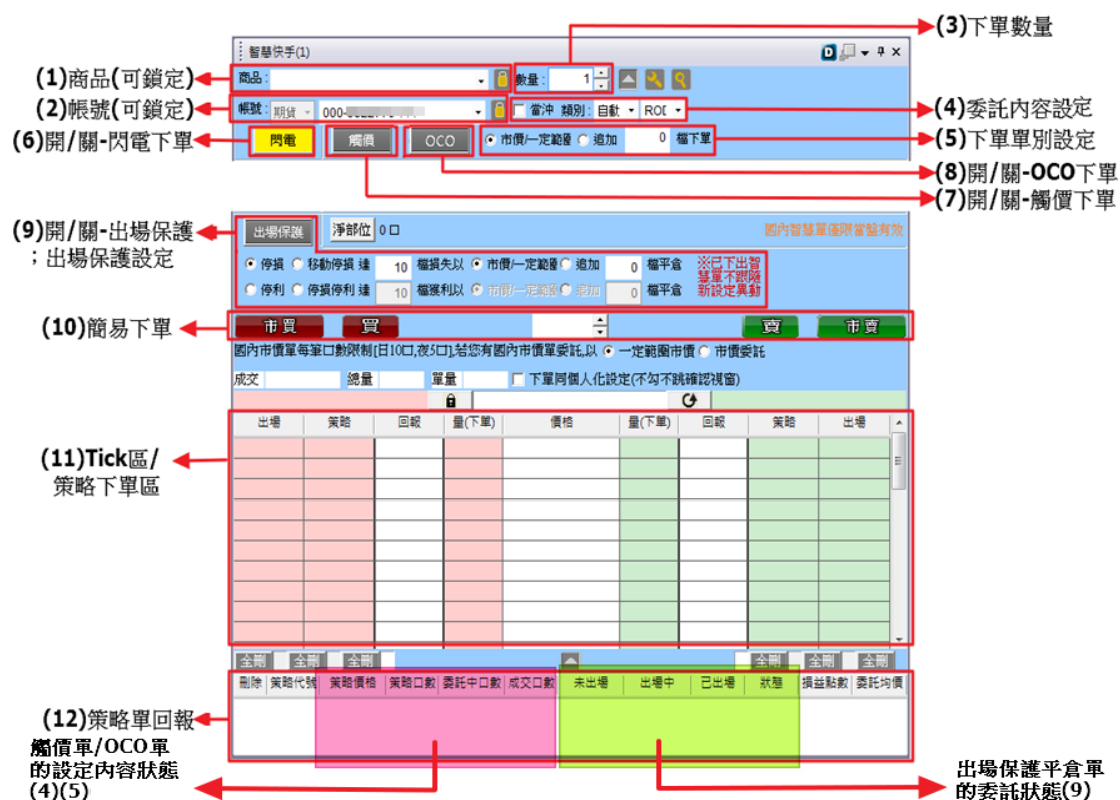 (3)下單數量
智慧快手(1)
(1)商品(可鎖定)
商品:
數量: 1
(2)帳號(可鎖定)
帳號: 期貨
當沖 類別: 自動
(4)委託內容設定
(6)開/關-閃電下單
閃電
觸價
OCO
市價/一定範圍
追加 0 檔下單
(5)下單單別設定
(8)開/關-OCO下單
(7)開/關-觸價下單
(9)開/關-出場保護
;出場保護設定
出場保護 淨部位 0口
國內智慧單僅限當盤有效
停損 移動停損 達 10 檔損失以 市價/一定範圍 追加 0 檔平倉
停利 停損停利 達 10 檔獲利以 市價/一定範圍 追加 0 檔平倉
※已下出智
慧單不跟隨
新設定異動
(10)簡易下單
市買 買 賣 市賣
國內市價單每筆口數限制[日10口,夜5口],若您有國內市價單委託,以 一定範圍市價 市價委託
成交 總量 單量 下單同個人化設定(不勾不跳確認視窗)
出場 策略 回報 量(下單) 價格 量(下單) 回報 策略 出場
(11)Tick區/
策略下單區
全刪 全刪 全刪 全刪 全刪 全刪
刪除 策略代號 策略價格 策略口數 委託中口數 成交口數 未出場 出場中 已出場 狀態 損益點數 委託均價
(12)策略單回報
觸價單/OCO單
的設定內容狀態
(4)(5)
出場保護平倉單
的委託狀態(9)